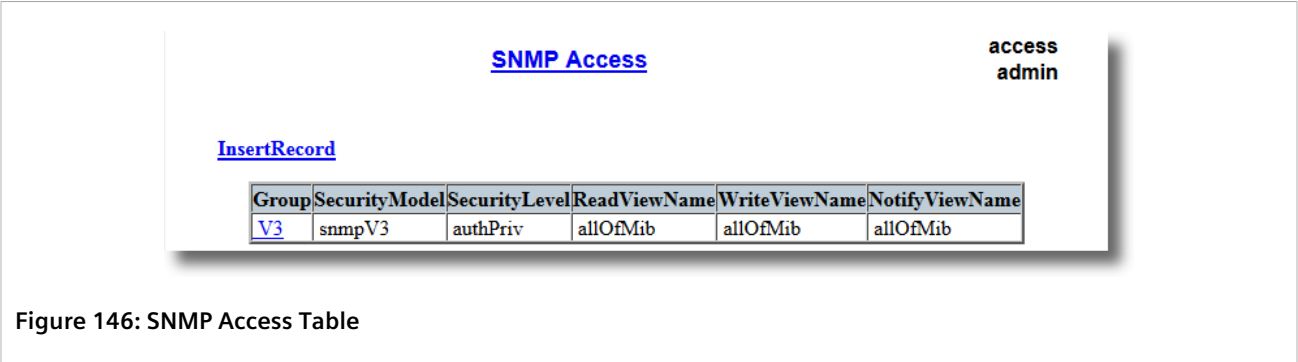 SNMP Access
access
admin
InsertRecord
Group SecurityModel SecurityLevel ReadViewName WriteViewName NotifyViewName
V3 snmpV3 authPriv allOfMib allOfMib allOfMib
Figure 146: SNMP Access Table